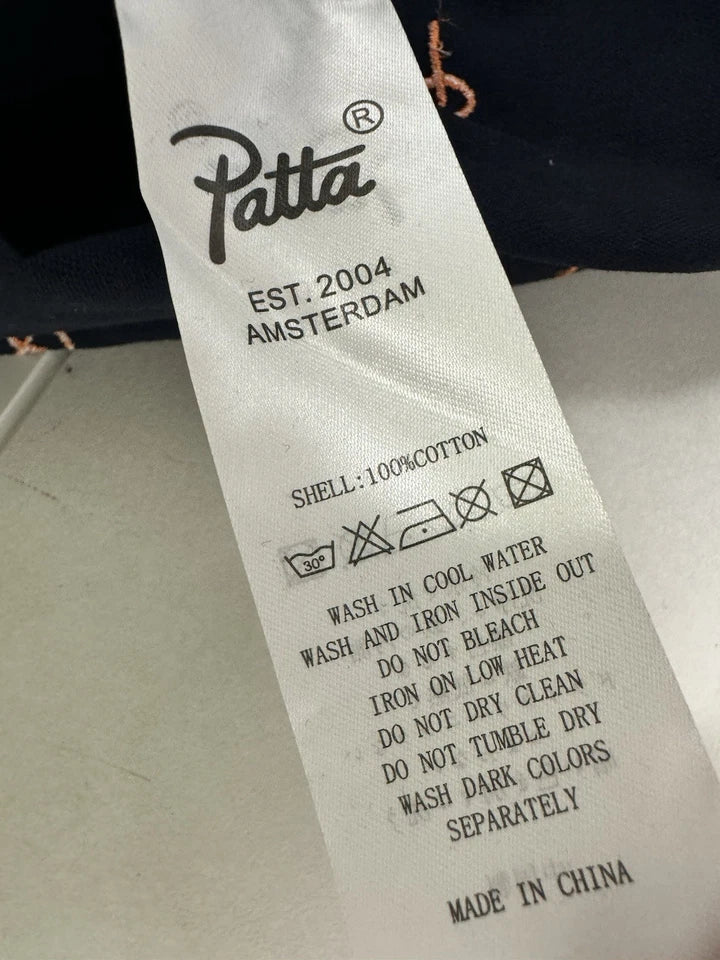 Patta ®
EST. 2004
AMSTERDAM
SHELL:100%COTTON
30°
WASH IN COOL WATER
WASH AND IRON INSIDE OUT
DO NOT BLEACH
IRON ON LOW HEAT
DO NOT DRY CLEAN
DO NOT TUMBLE DRY
WASH DARK COLORS
SEPARATELY
MADE IN CHINA